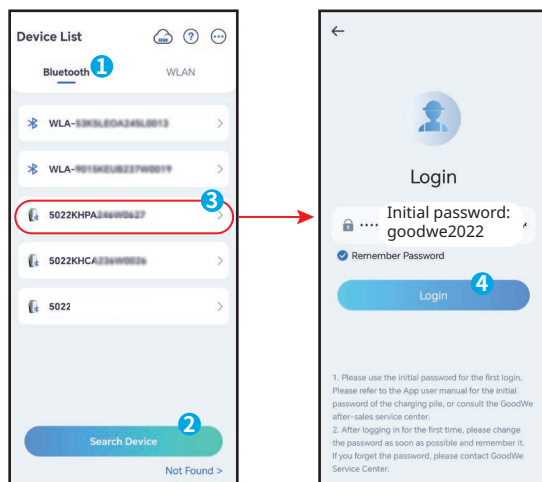 Device List
SEMS
?
Bluetooth
1
WLAN
WLA-
WLA-
3
5022KHPA
5022KHCA
5022
2
Search Device
Not Found >
Login
Initial password:
goodwe2022
Remember Password
4
Login
1. Please use the initial password for the first login.
Please refer to the App user manual for the initial
password of the charging pile, or consult the GoodWe
after-sales service center.
2. After logging in for the first time, please change
the password as soon as possible and remember it.
If you forget the password, please contact GoodWe
Service Center.